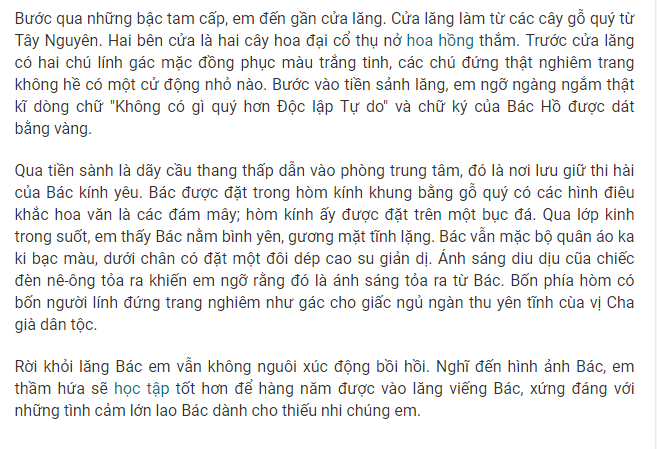 Bước qua những bậc tam cấp, em đến gần cửa lăng. Cửa lăng làm từ các cây gỗ quý từ
Tây Nguyên. Hai bên cửa là hai cây hoa đại cổ thụ nở hoa hồng thắm. Trước cửa lăng
có hai chú lính gác mặc đồng phục màu trắng tinh, các chú đứng thật nghiêm trang
không hề có một cử động nhỏ nào. Bước vào tiền sảnh lăng, em ngỡ ngàng ngắm thật
kĩ dòng chữ "Không có gì quý hơn Độc lập Tự do" và chữ ký của Bác Hồ được dát
bằng vàng.
Qua tiền sành là dãy cầu thang thấp dẫn vào phòng trung tâm, đó là nơi lưu giữ thi hài
của Bác kính yêu. Bác được đặt trong hòm kính khung bằng gỗ quý có các hình điêu
khắc hoa văn là các đám mây; hòm kính ấy được đặt trên một bục đá. Qua lớp kinh
trong suốt, em thấy Bác nằm bình yên, gương mặt tĩnh lặng. Bác vẫn mặc bộ quân áo ka
ki bạc màu, dưới chân có đặt một đôi dép cao su giản dị. Ánh sáng diu dịu cũa chiếc
đèn nê-ông tỏa ra khiến em ngỡ rằng đó là ánh sáng tỏa ra từ Bác. Bốn phía hòm có
bốn người lính đứng trang nghiêm như gác cho giấc ngủ ngàn thu yên tĩnh cùa vị Cha
già dân tộc.
Rời khỏi lăng Bác em vẫn không nguôi xúc động bồi hồi. Nghĩ đến hình ảnh Bác, em
thầm hứa sẽ học tập tốt hơn để hàng năm được vào lăng viếng Bác, xứng đáng với
những tình cảm lớn lao Bác dành cho thiếu nhi chúng em.